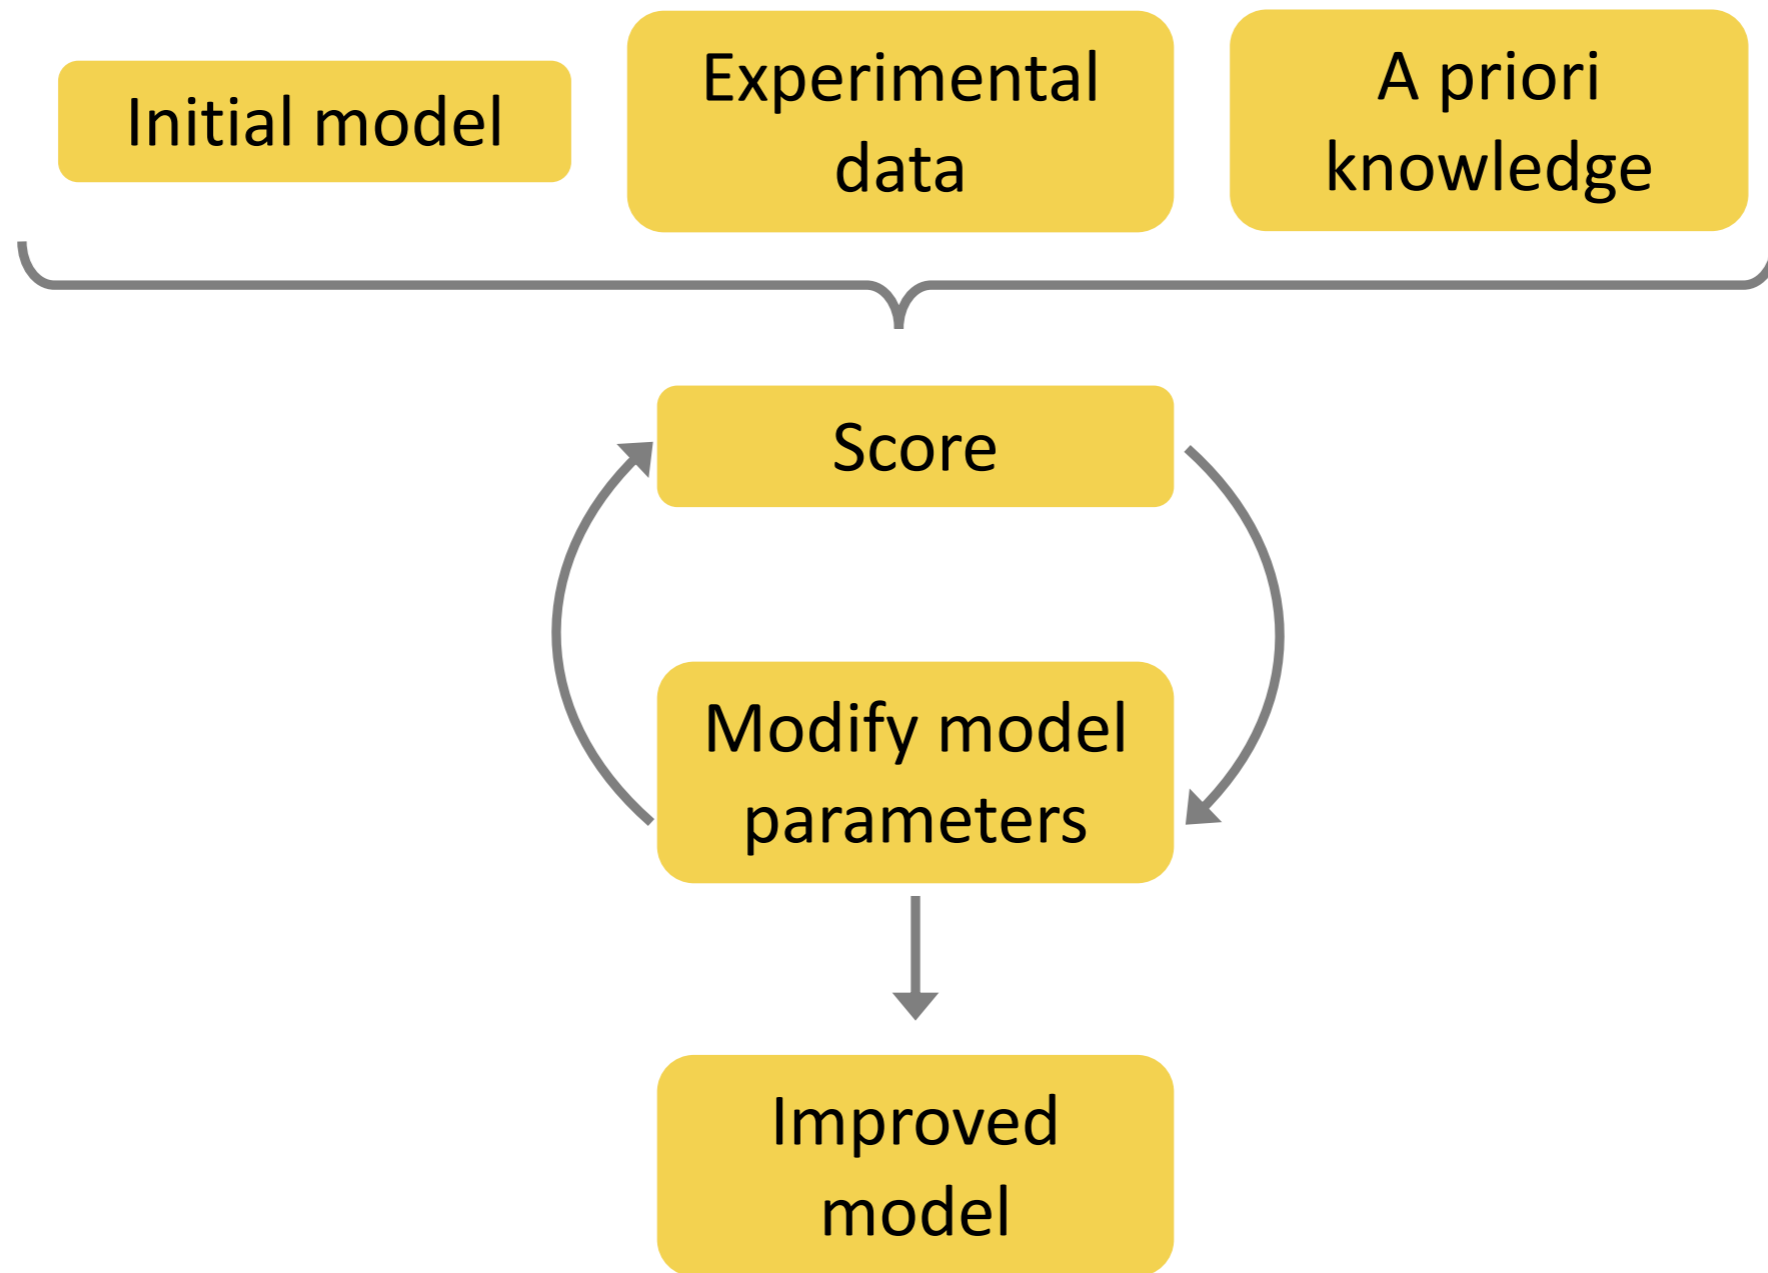 Initial model
Experimental
data
A priori
knowledge
Score
Modify model
parameters
Improved
model